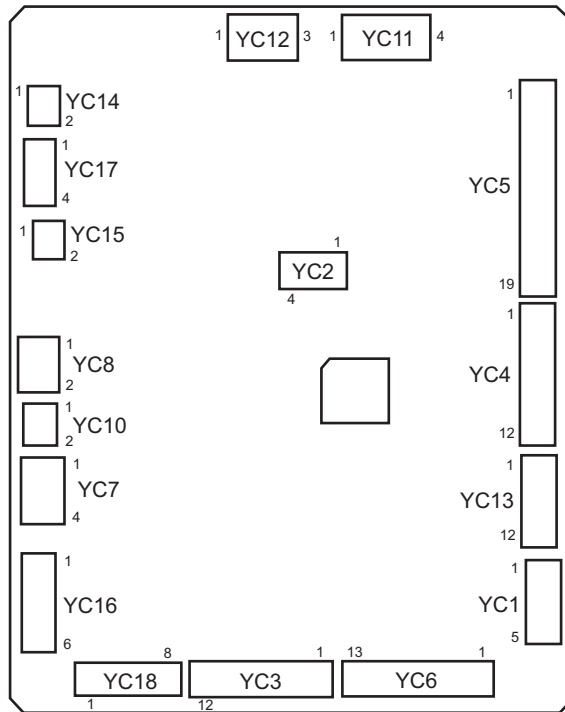 1 YC12 3 1 YC11 4
1 YC14 2
1 YC17 4
1 YC15 2
1 YC5 19
1 YC2 4
1 YC8 2
1 YC4 12
1 YC10 2
1 YC7 4
1 YC13 12
1 YC16 6
1 YC1 5
8 YC18 1
1 YC3 12
13 YC6 1